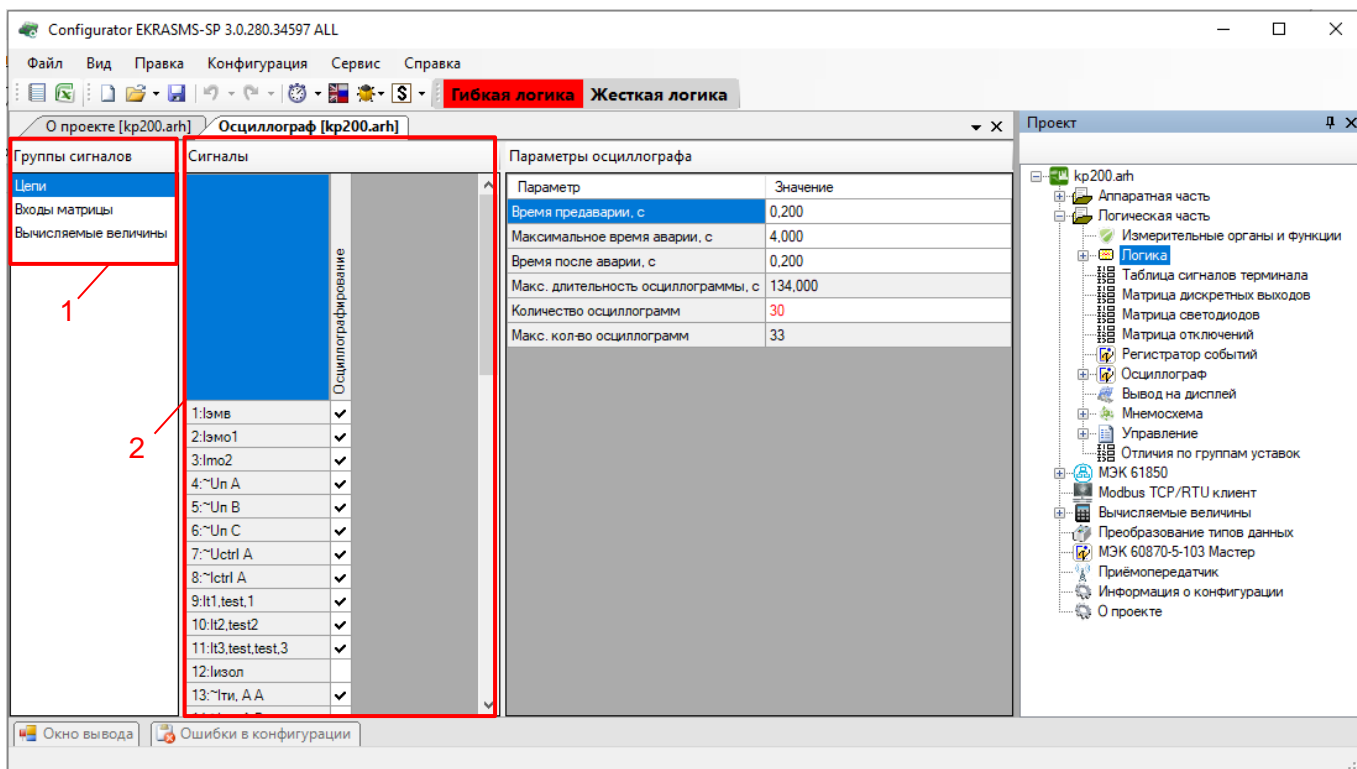 Configurator EKRASMS-SP 3.0.280.34597 ALL
Файл Вид Правка Конфигурация Сервис Справка
Гибкая логика Жесткая логика
О проекте [kp200.arh] Осциллограф [kp200.arh]
Группы сигналов
Цепи
Входы матрицы
Вычисляемые величины
1
Сигналы
Осциллографирование
1:Iэмв
2:Iэмо1
3:Imo2
4:~Uп A
5:~Uп B
6:~Uп C
7:~Uctrl A
8:~Ictrl A
9:It1,test,1
10:It2,test2
11:It3,test,test,3
12:Iизол
13:~Iти, А А
2
Параметры осциллографа
Параметр Значение
Время предаварии, с 0,200
Максимальное время аварии, с 4,000
Время после аварии, с 0,200
Макс. длительность осциллограммы, с 134,000
Количество осциллограмм 30
Макс. кол-во осциллограмм 33
Проект
kp200.arh
Аппаратная часть
Логическая часть
Измерительные органы и функции
Логика
Таблица сигналов терминала
Матрица дискретных выходов
Матрица светодиодов
Матрица отключений
Регистратор событий
Осциллограф
Вывод на дисплей
Мнемосхема
Управление
Отличия по группам уставок
МЭК 61850
Modbus TCP/RTU клиент
Вычисляемые величины
Преобразование типов данных
МЭК 60870-5-103 Мастер
Приёмопередатчик
Информация о конфигурации
О проекте
Окно вывода Ошибки в конфигурации